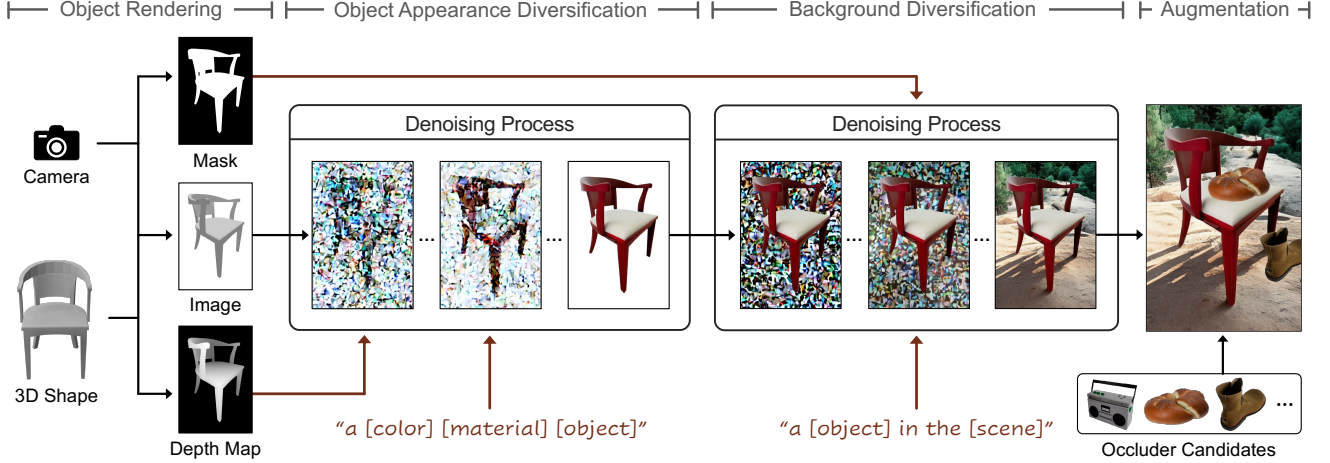 Object Rendering
Object Appearance Diversification
Background Diversification
Augmentation
Camera
3D Shape
Mask
Image
Depth Map
Denoising Process
... ...
"a [color] [material] [object]"
Denoising Process
... ...
"a [object] in the [scene]"
...
Occluder Candidates